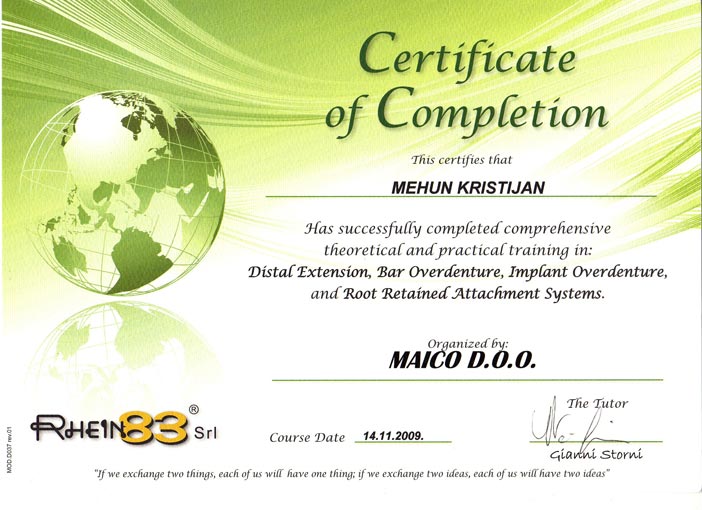 Certificate
of Completion
This certifies that
MEHUN KRISTIJAN
Has successfully completed comprehensive
theoretical and practical training in:
Distal Extension, Bar Overdenture, Implant Overdenture,
and Root Retained Attachment Systems.
Organized by:
MAICO D.O.O.
RHEIN83® Srl
Course Date 14.11.2009.
The Tutor
Gianni Storni
"If we exchange two things, each of us will have one thing; if we exchange two ideas, each of us will have two ideas"
MOD.D037 rev.01